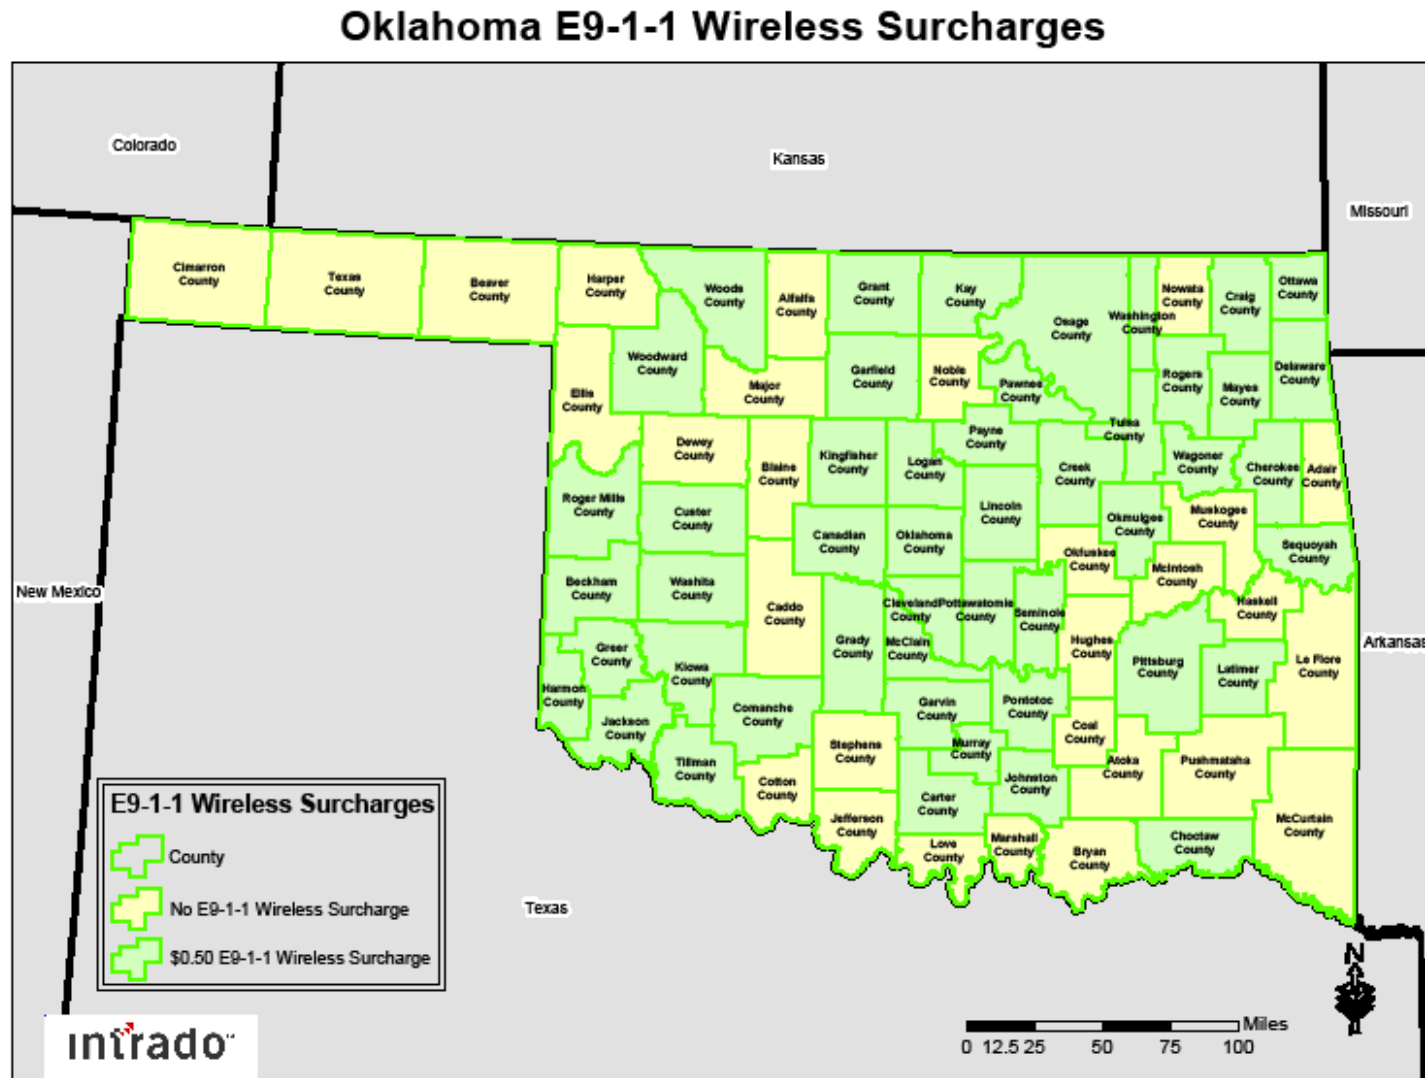 Oklahoma E9-1-1 Wireless Surcharges
Colorado
Kansas
Missouri
Cimarron
County
Texas
County
Beaver
County
Harper
County
Woods
County
Alfalfa
County
Grant
County
Kay
County
Osage
County
Washington
County
Nowata
County
Craig
County
Ottawa
County
Woodward
County
Ellis
County
Major
County
Garfield
County
Noble
County
Pawnee
County
Rogers
County
Mayes
County
Delaware
County
Dewey
County
Blaine
County
Kingfisher
County
Logan
County
Payne
County
Creek
County
Tulsa
County
Wagoner
County
Cherokee
County
Adair
County
Roger Mills
County
Custer
County
Canadian
County
Oklahoma
County
Lincoln
County
Okmulgee
County
Muskogee
County
Sequoyah
County
Okfuskee
County
McIntosh
County
New Mexico
Beckham
County
Washita
County
Caddo
County
Grady
County
Cleveland
County
Pottawatomie
County
Seminole
County
McClain
County
Hughes
County
Haskell
County
Pittsburg
County
Latimer
County
Le Flore
County
Arkansas
Greer
County
Kiowa
County
Harmon
County
Jackson
County
Comanche
County
Tillman
County
Cotton
County
Stephens
County
Garvin
County
Murray
County
Pontotoc
County
Coal
County
Atoka
County
Pushmataha
County
Johnston
County
Carter
County
Jefferson
County
Love
County
Marshall
County
Bryan
County
Choctaw
County
McCurtain
County
Texas
E9-1-1 Wireless Surcharges
County
No E9-1-1 Wireless Surcharge
$0.50 E9-1-1 Wireless Surcharge
intrado
N
Miles
0 12.5 25 50 75 100